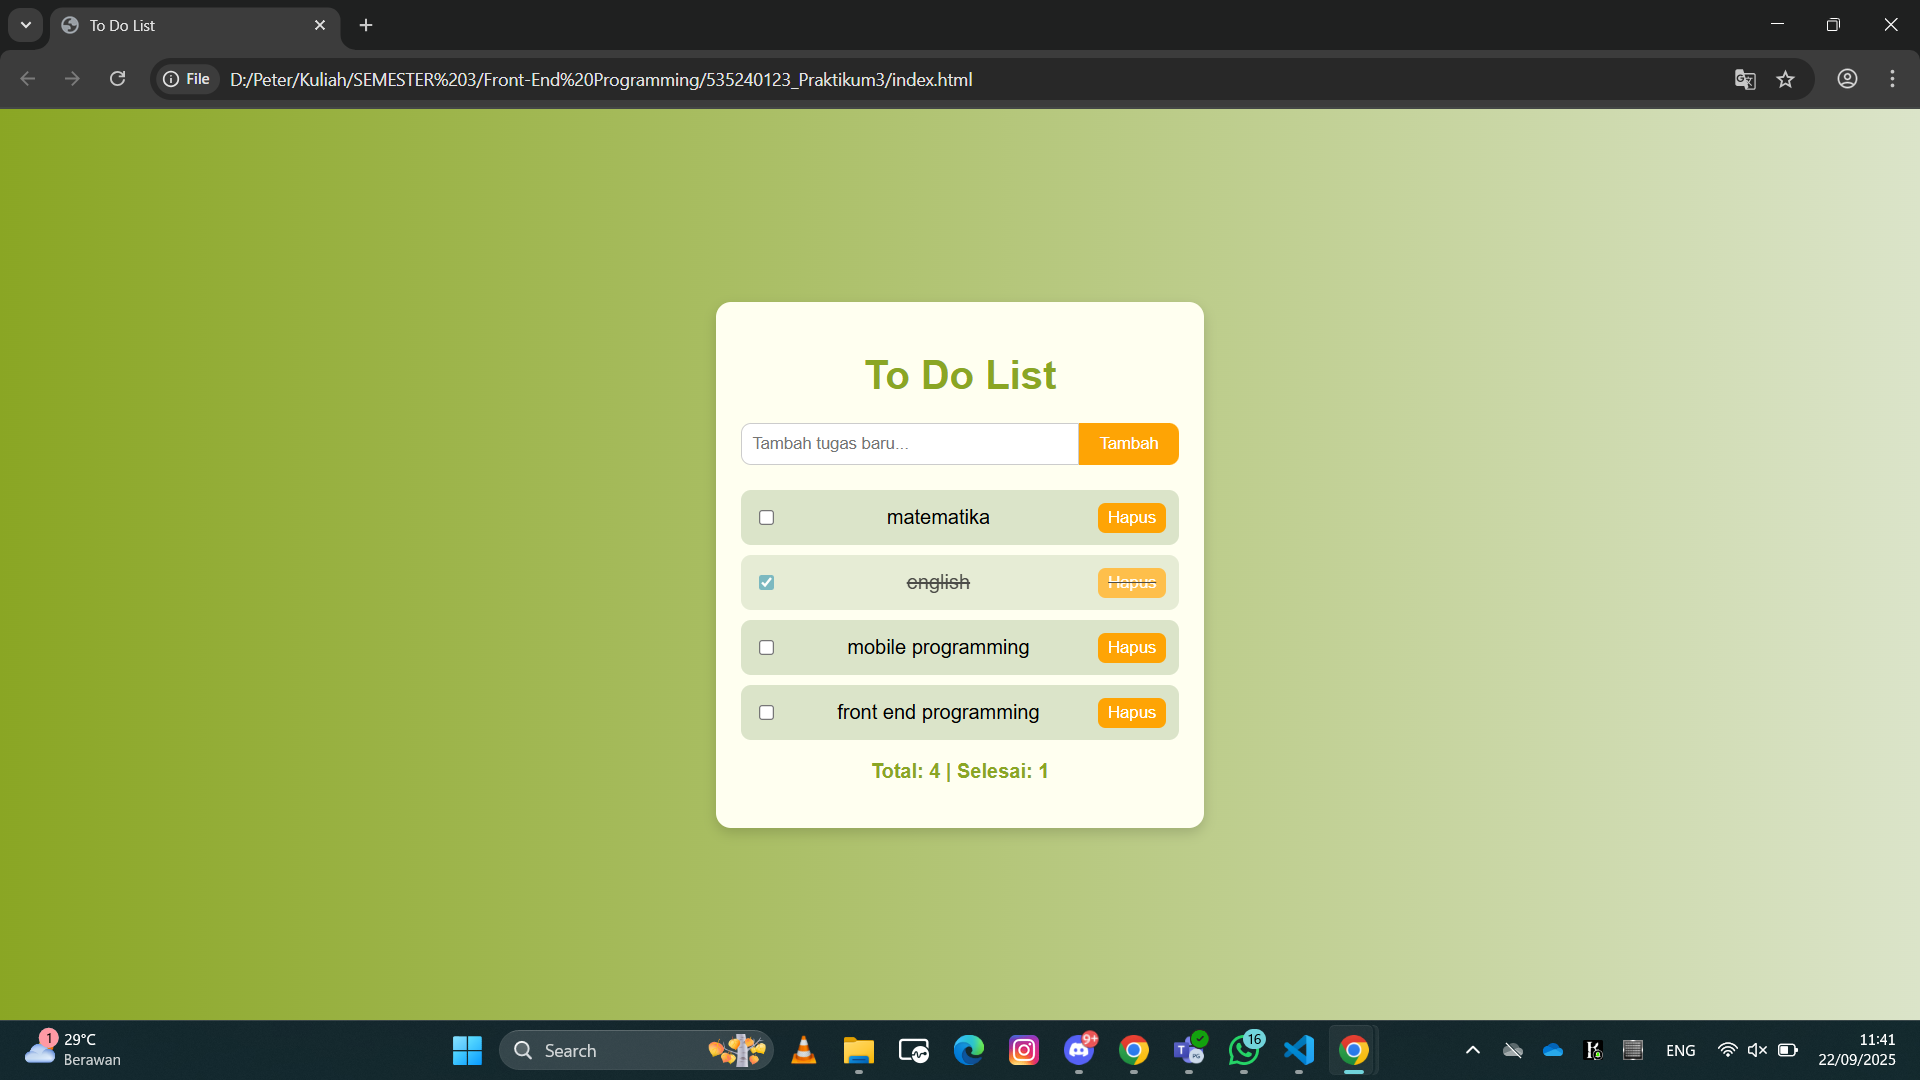 To Do List
File D:/Peter/Kuliah/SEMESTER%203/Front-End%20Programming/535240123_Praktikum3/index.html
To Do List
Tambah tugas baru... Tambah
matematika Hapus
english Hapus
mobile programming Hapus
front end programming Hapus
Total: 4 | Selesai: 1
1 29°C
Berawan
Search
9+
PG
16
ENG
11:41
22/09/2025